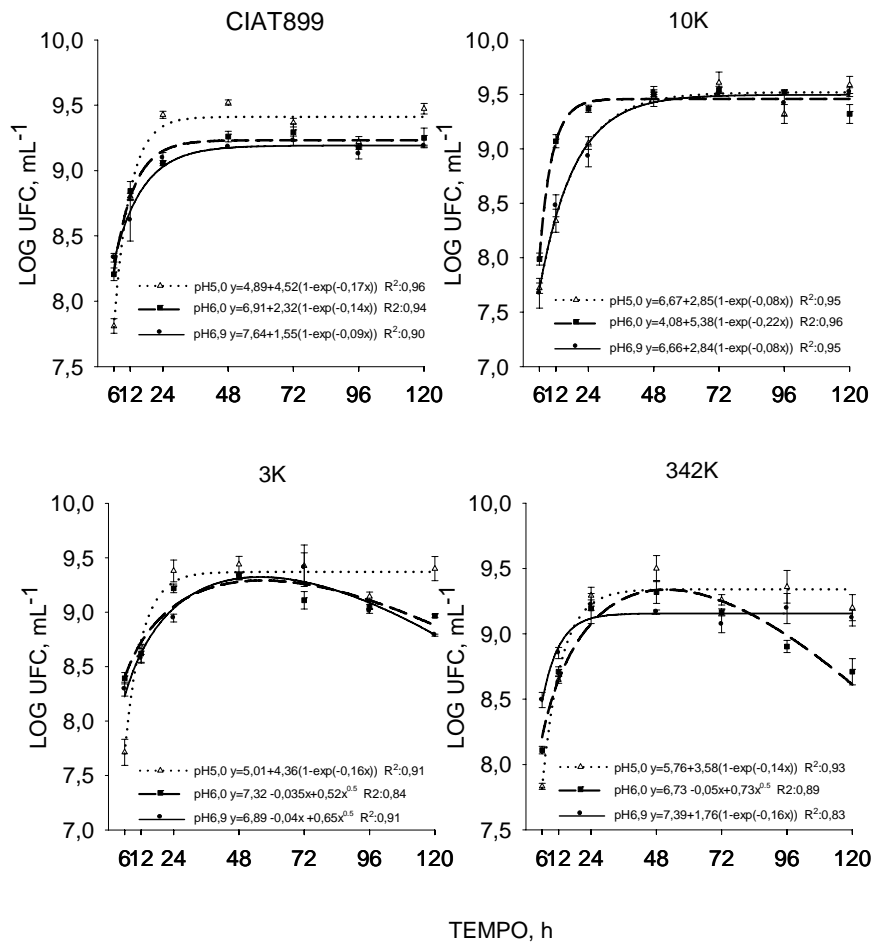 CIAT899
LOG UFC, mL-1
10,0
9,5
9,0
8,5
8,0
7,5
pH5,0 y=4,89+4,52(1-exp(-0,17x)) R2:0,96
pH6,0 y=6,91+2,32(1-exp(-0,14x)) R2:0,94
pH6,9 y=7,64+1,55(1-exp(-0,09x)) R2:0,90
6 12 24 48 72 96 120
10K
LOG UFC, mL-1
10,0
9,5
9,0
8,5
8,0
7,5
7,0
pH5,0 y=6,67+2,85(1-exp(-0,08x)) R2:0,95
pH6,0 y=4,08+5,38(1-exp(-0,22x)) R2:0,96
pH6,9 y=6,66+2,84(1-exp(-0,08x)) R2:0,95
6 12 24 48 72 96 120
3K
LOG UFC, mL-1
10,0
9,5
9,0
8,5
8,0
7,5
7,0
pH5,0 y=5,01+4,36(1-exp(-0,16x)) R2:0,91
pH6,0 y=7,32 -0,035x+0,52x0.5 R2:0,84
pH6,9 y=6,89 -0,04x +0,65x0.5 R2:0,91
6 12 24 48 72 96 120
342K
LOG UFC, mL-1
10,0
9,5
9,0
8,5
8,0
7,5
pH5,0 y=5,76+3,58(1-exp(-0,14x)) R2:0,93
pH6,0 y=6,73 -0,05x+0,73x0.5 R2:0,89
pH6,9 y=7,39+1,76(1-exp(-0,16x)) R2:0,83
6 12 24 48 72 96 120
TEMPO, h